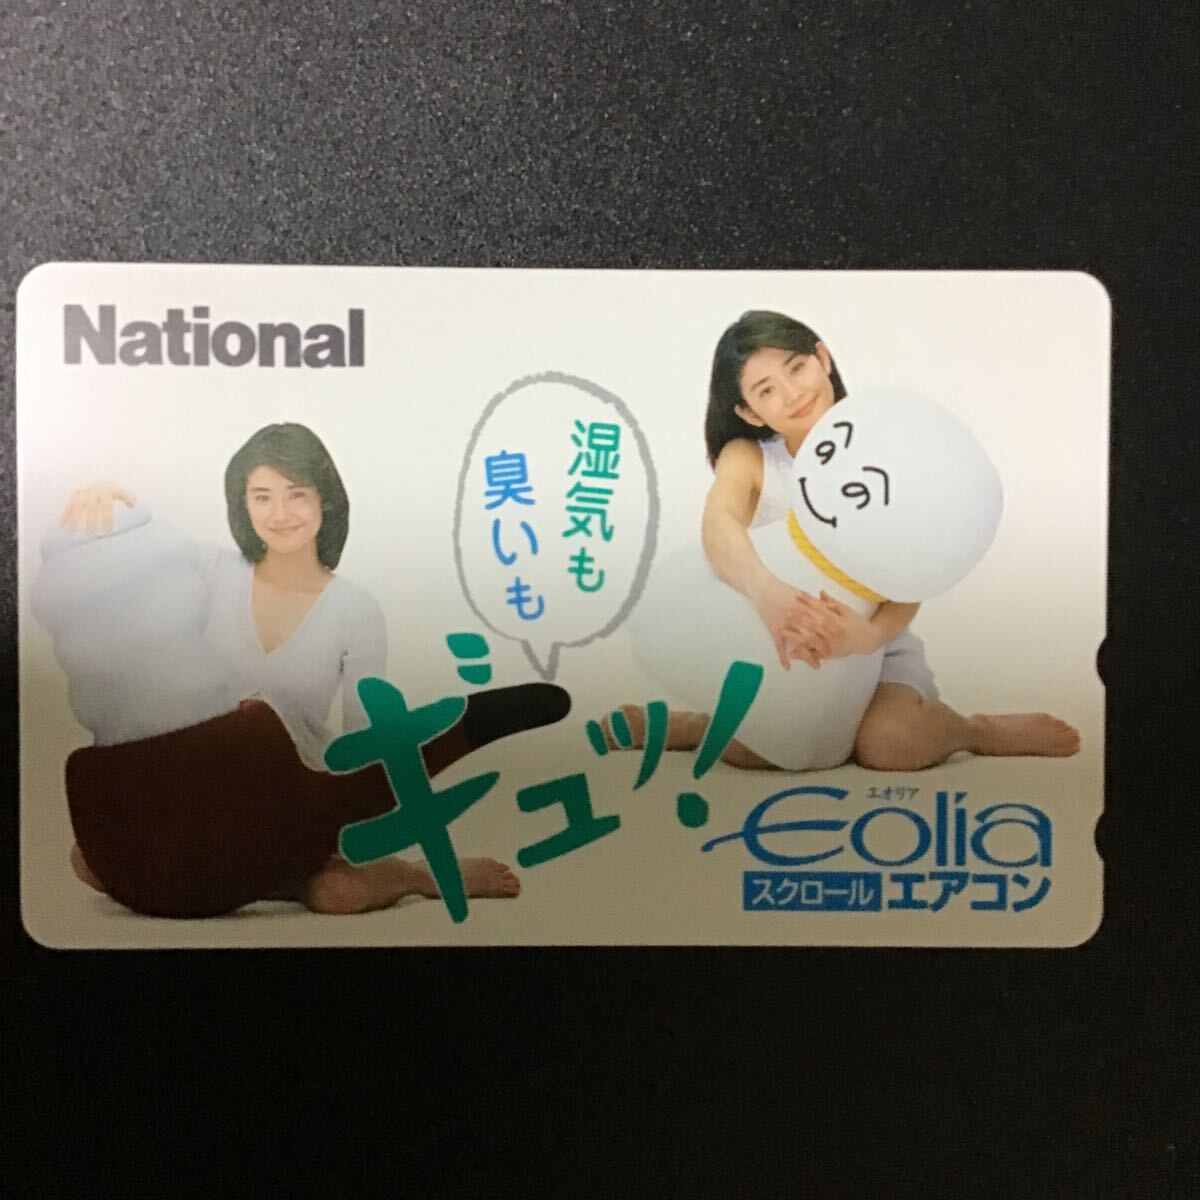 National
湿気も
臭いも
ギュッ!
エオリア
Eolia
スクロール エアコン